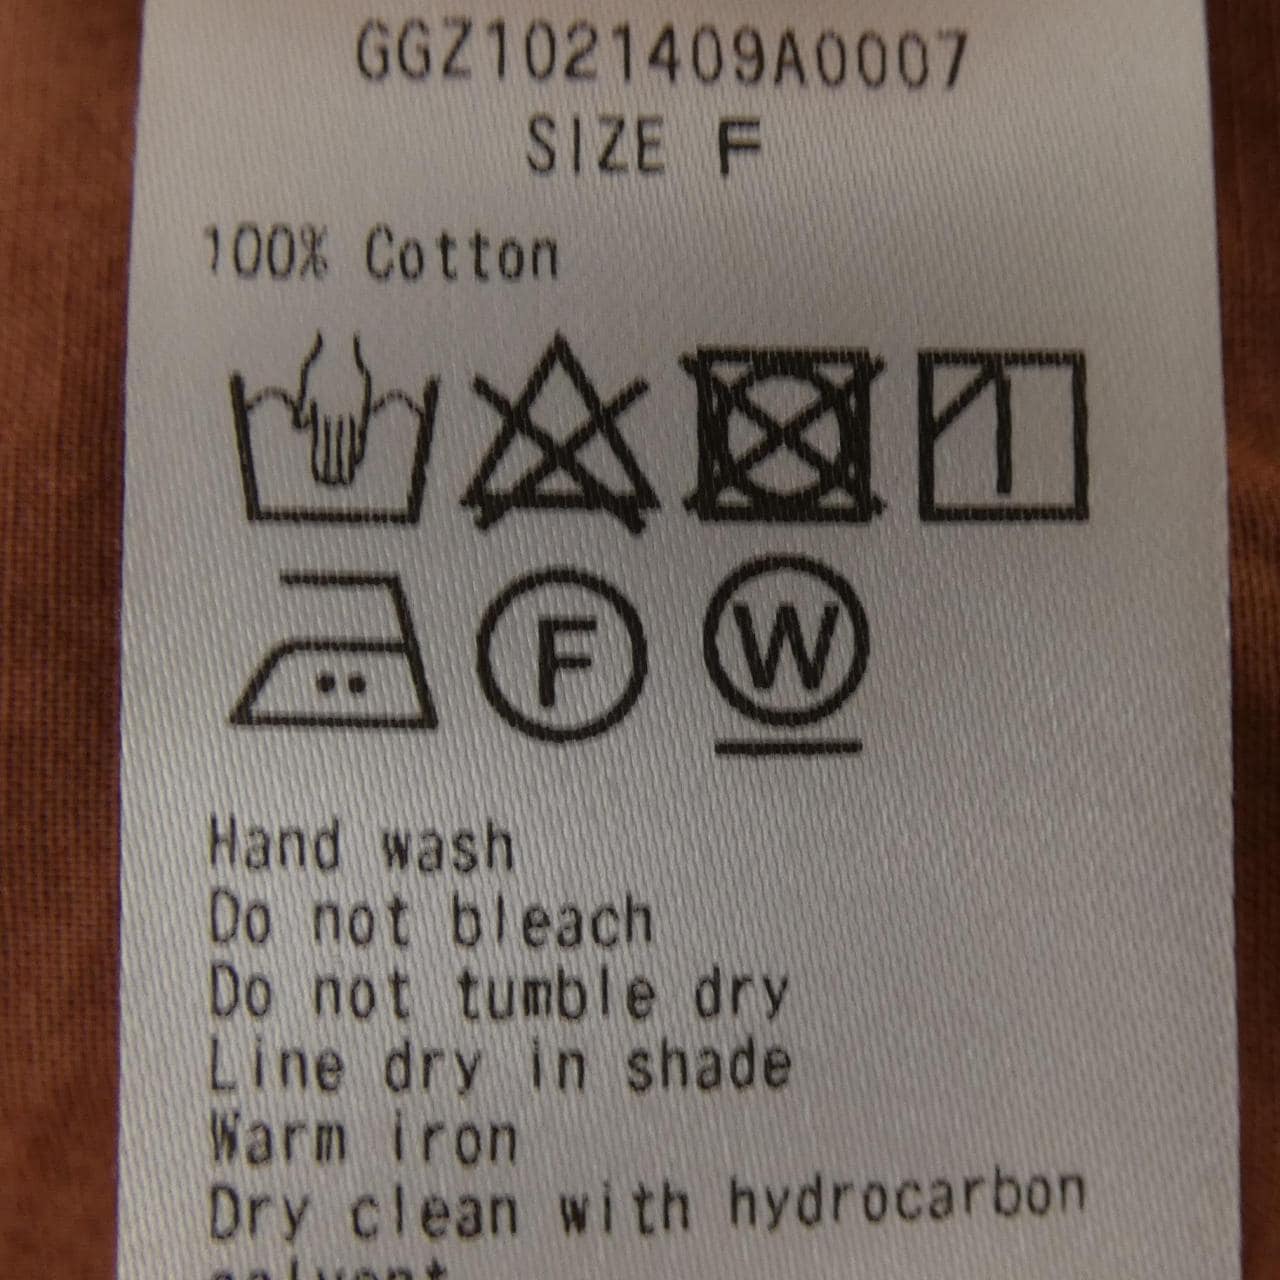 GGZ1021409A0007
SIZE F
100% Cotton
F W
Hand wash
Do not bleach
Do not tumble dry
Line dry in shade
Warm iron
Dry clean with hydrocarbon
solvent